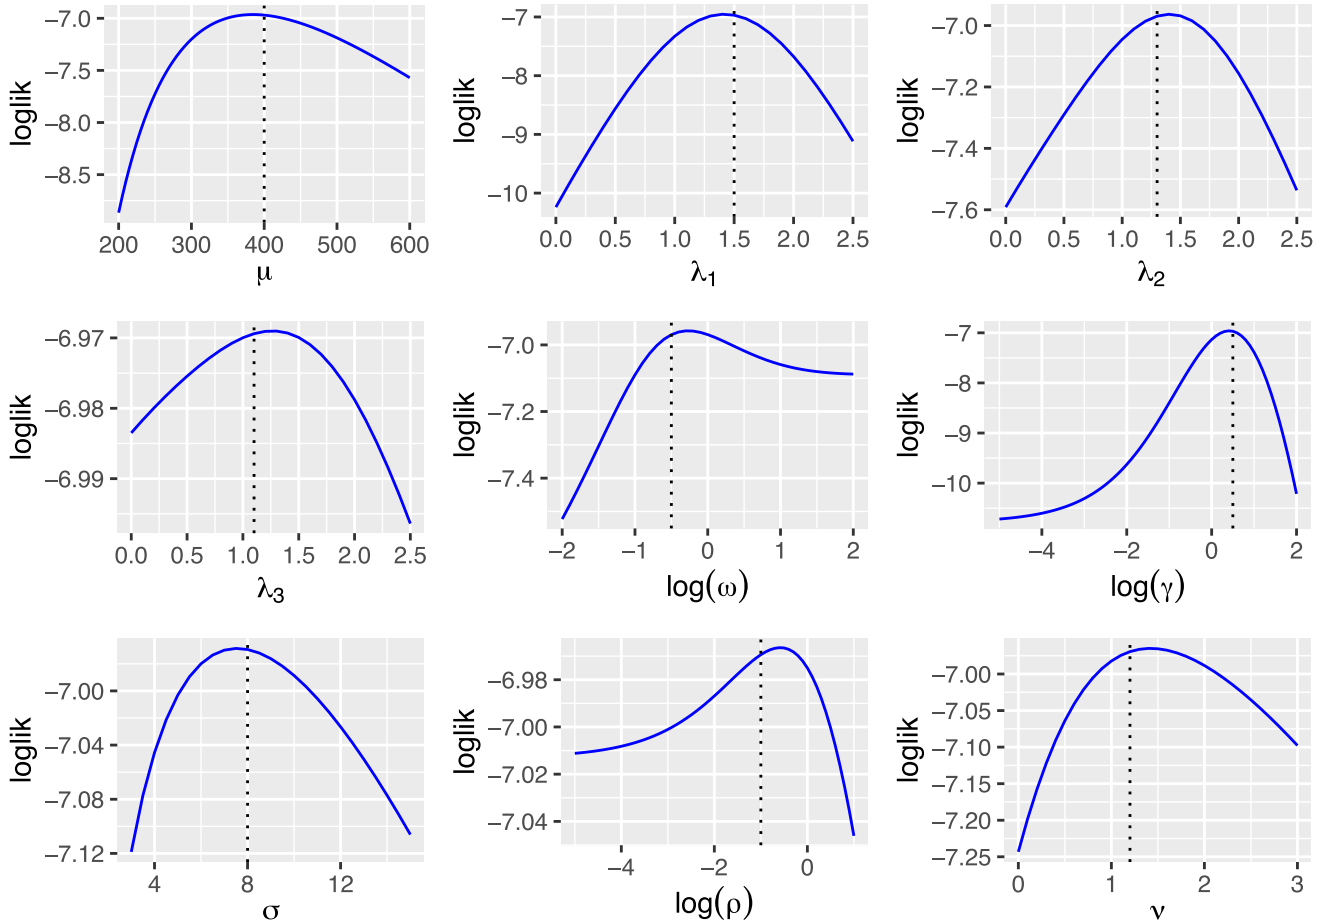 loglik
−7.0
−7.5
−8.0
−8.5
200 300 400 500 600
μ
loglik
−7
−8
−9
−10
0.0 0.5 1.0 1.5 2.0 2.5
λ1
loglik
−7.0
−7.2
−7.4
−7.6
0.0 0.5 1.0 1.5 2.0 2.5
λ2
loglik
−6.97
−6.98
−6.99
0.0 0.5 1.0 1.5 2.0 2.5
λ3
loglik
−7.0
−7.2
−7.4
−2 −1 0 1 2
log(ω)
loglik
−7
−8
−9
−10
−4 −2 0 2
log(γ)
loglik
−7.00
−7.04
−7.08
−7.12
4 8 12
σ
loglik
−6.98
−7.00
−7.02
−7.04
−4 −2 0
log(ρ)
loglik
−7.00
−7.05
−7.10
−7.15
−7.20
−7.25
0 1 2 3
ν